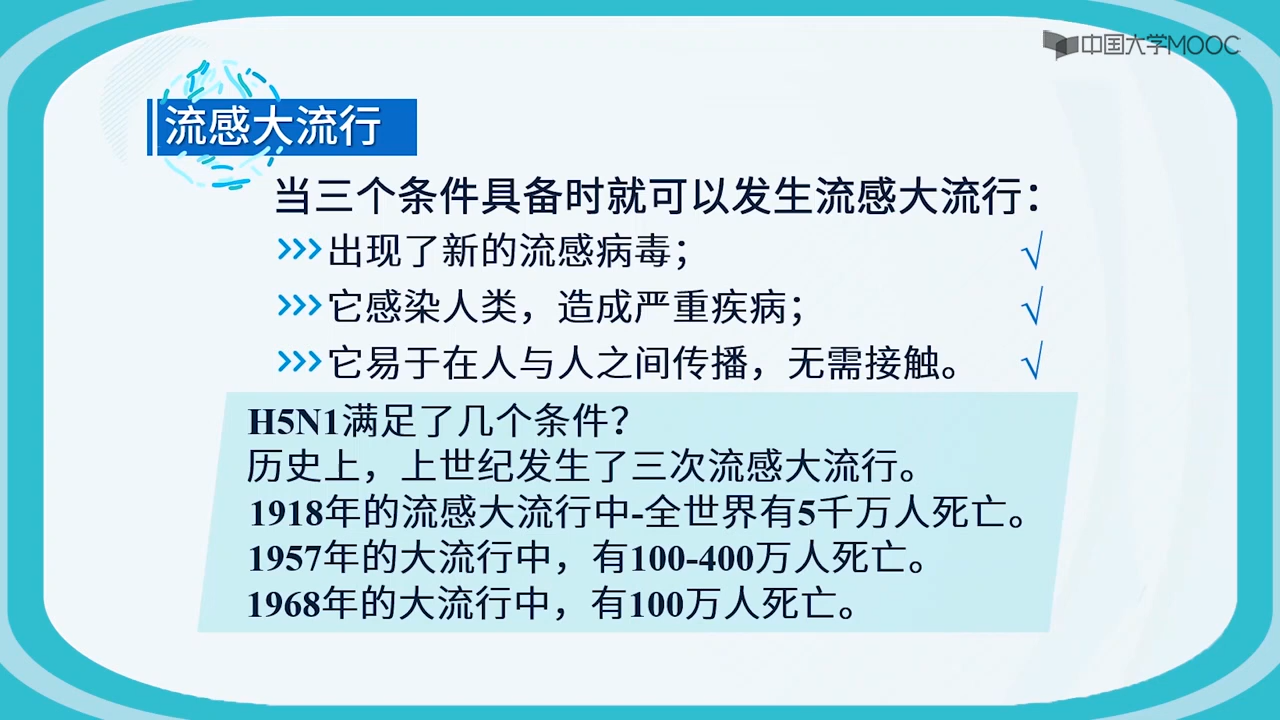 中国大学MOOC
流感大流行
当三个条件具备时就可以发生流感大流行：
>>>出现了新的流感病毒； √
>>>它感染人类，造成严重疾病； √
>>>它易于在人与人之间传播，无需接触。 √
H5N1满足了几个条件？
历史上，上世纪发生了三次流感大流行。
1918年的流感大流行中-全世界有5千万人死亡。
1957年的大流行中，有100-400万人死亡。
1968年的大流行中，有100万人死亡。